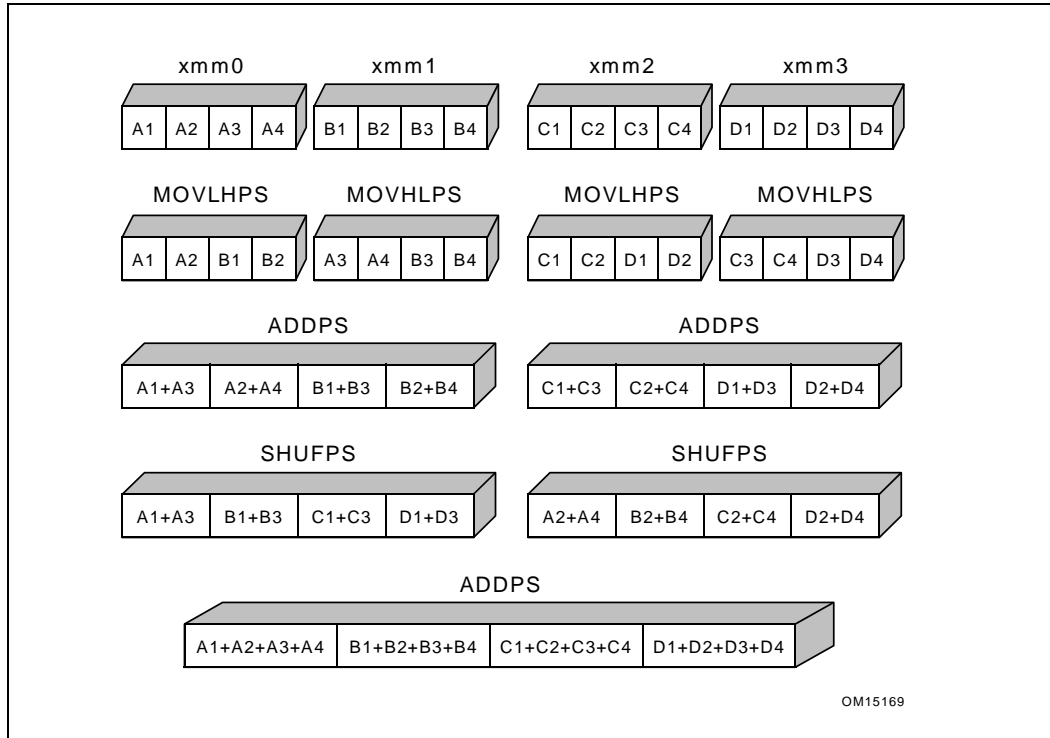 xmm0 xmm1 xmm2 xmm3
A1 A2 A3 A4 B1 B2 B3 B4 C1 C2 C3 C4 D1 D2 D3 D4
MOVLHPS MOVHLPS MOVLHPS MOVHLPS
A1 A2 B1 B2 A3 A4 B3 B4 C1 C2 D1 D2 C3 C4 D3 D4
ADDPS ADDPS
A1+A3 A2+A4 B1+B3 B2+B4 C1+C3 C2+C4 D1+D3 D2+D4
SHUFPS SHUFPS
A1+A3 B1+B3 C1+C3 D1+D3 A2+A4 B2+B4 C2+C4 D2+D4
ADDPS
A1+A2+A3+A4 B1+B2+B3+B4 C1+C2+C3+C4 D1+D2+D3+D4
OM15169